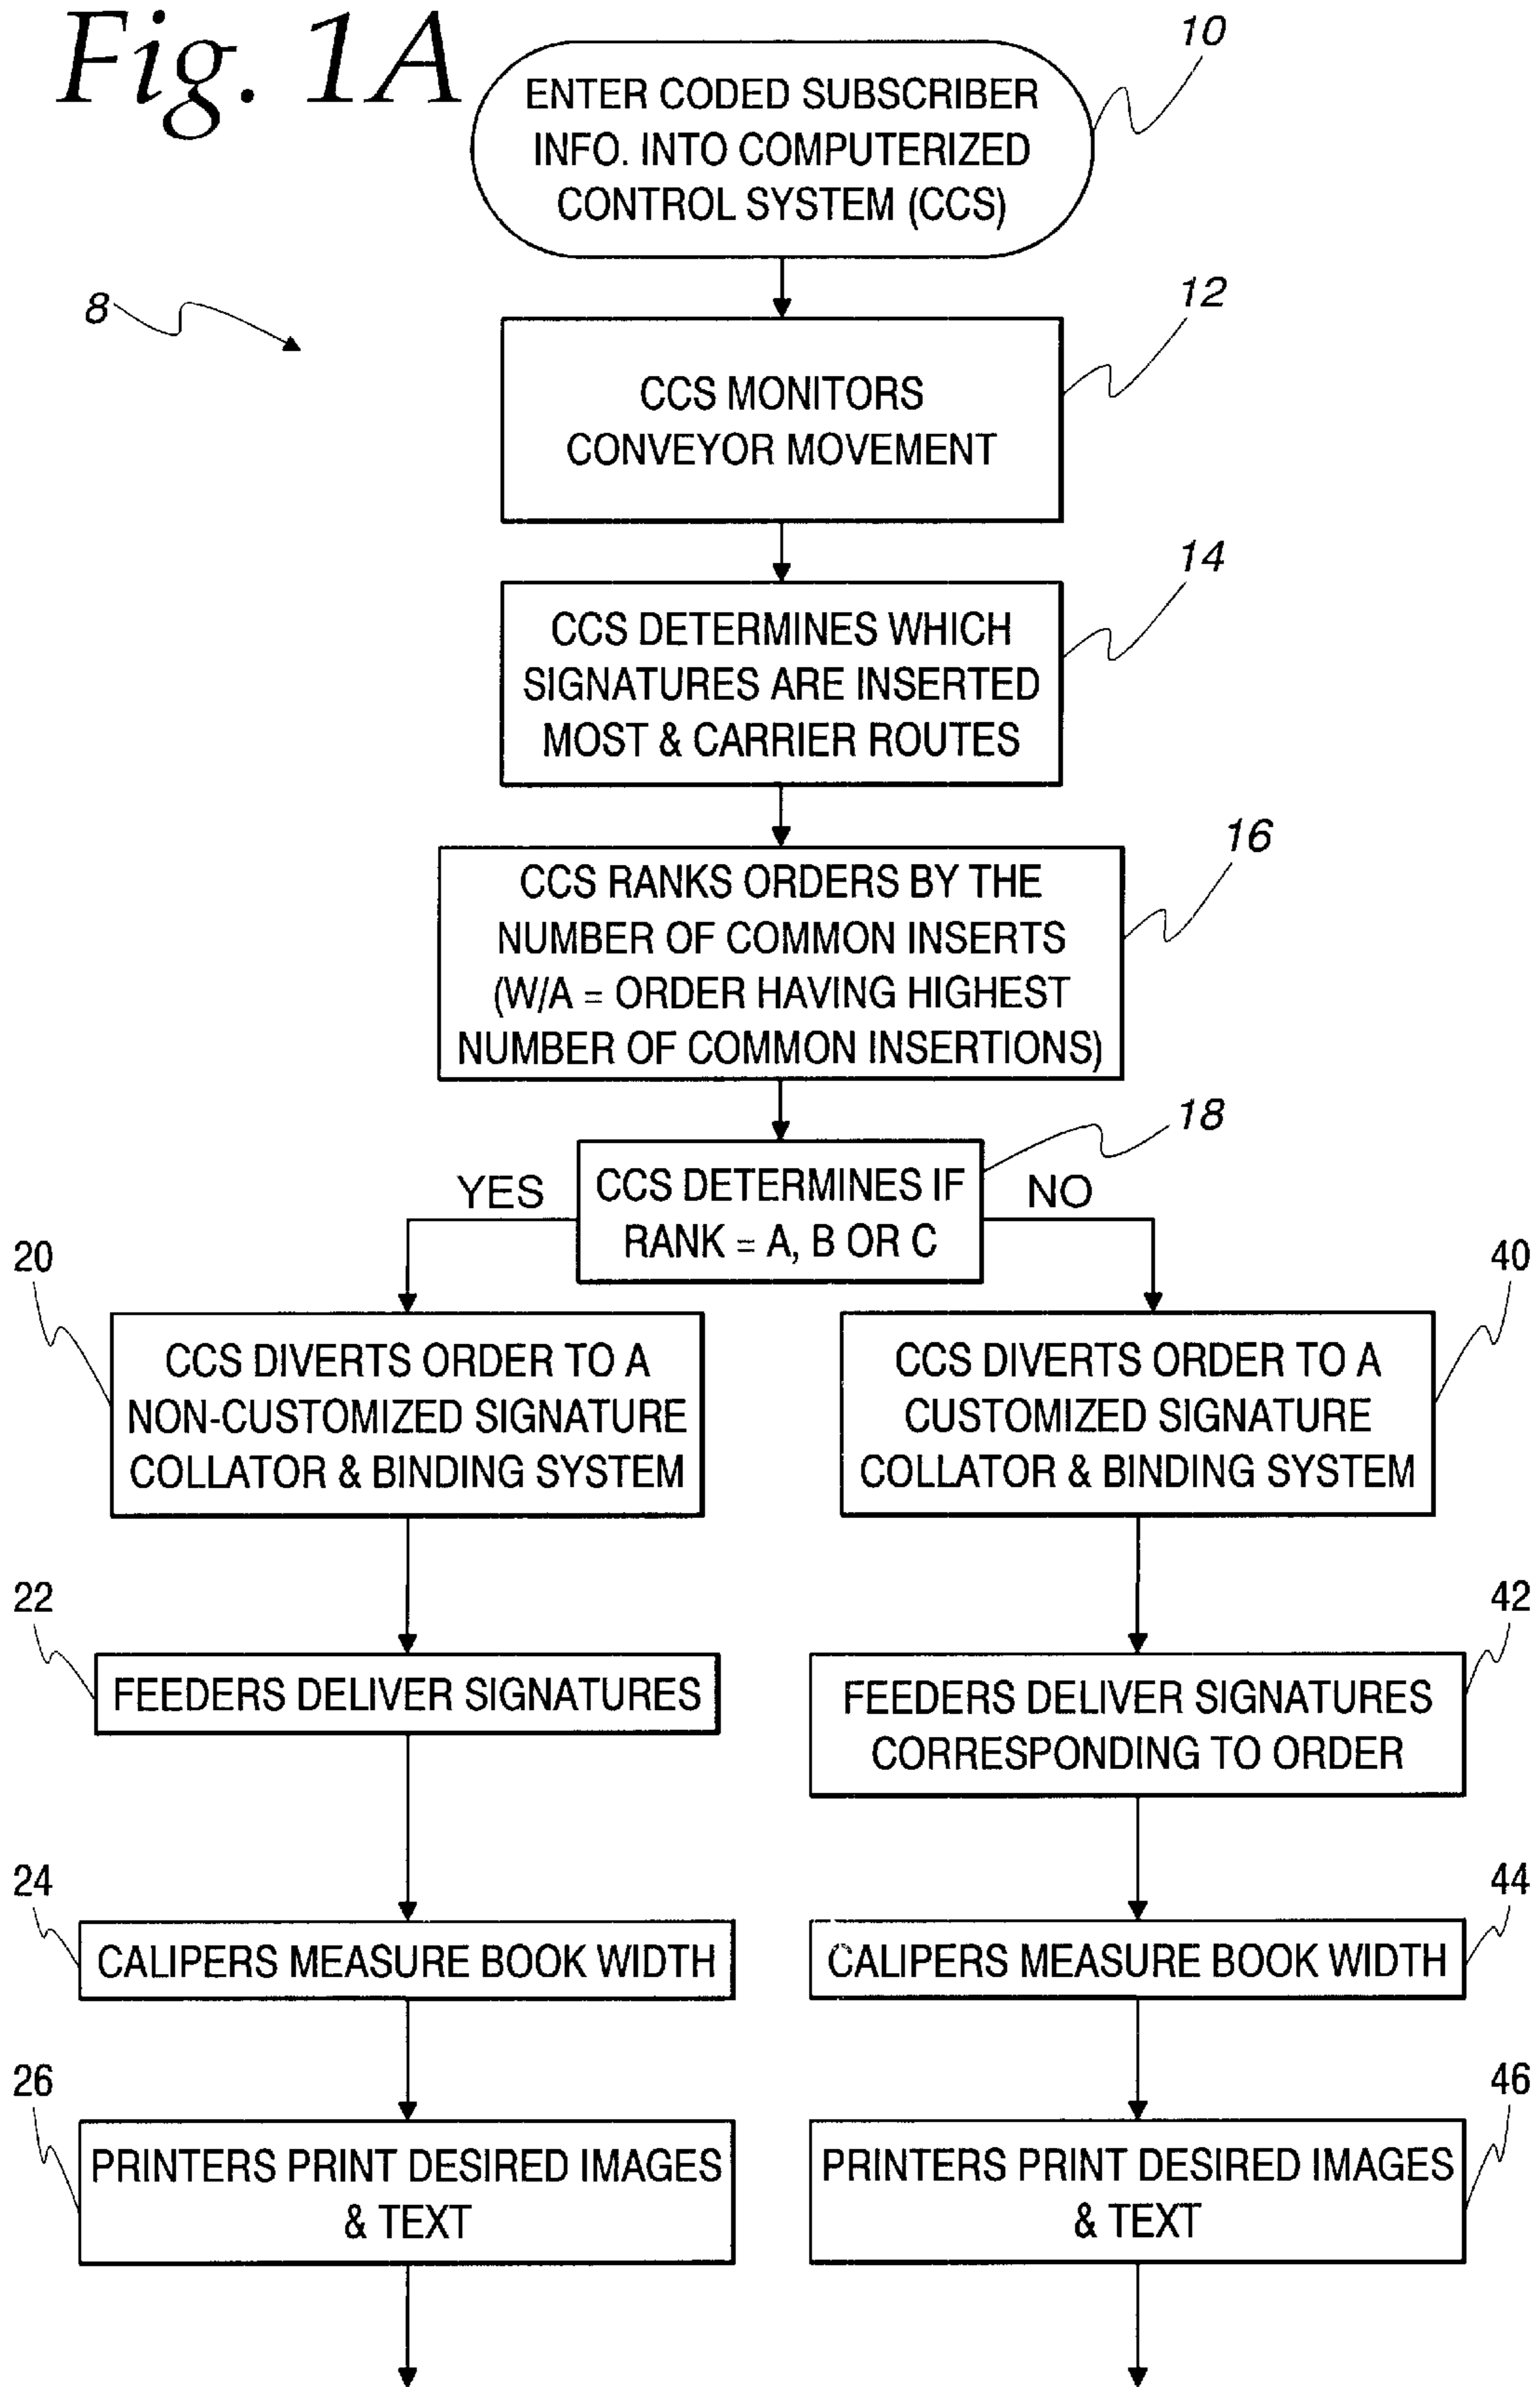 Fig. 1A
10
ENTER CODED SUBSCRIBER
INFO. INTO COMPUTERIZED
CONTROL SYSTEM (CCS)
8
12
CCS MONITORS
CONVEYOR MOVEMENT
14
CCS DETERMINES WHICH
SIGNATURES ARE INSERTED
MOST & CARRIER ROUTES
16
CCS RANKS ORDERS BY THE
NUMBER OF COMMON INSERTS
(W/A = ORDER HAVING HIGHEST
NUMBER OF COMMON INSERTIONS)
18
CCS DETERMINES IF
RANK = A, B OR C
YES
NO
20
CCS DIVERTS ORDER TO A
NON-CUSTOMIZED SIGNATURE
COLLATOR & BINDING SYSTEM
40
CCS DIVERTS ORDER TO A
CUSTOMIZED SIGNATURE
COLLATOR & BINDING SYSTEM
22
FEEDERS DELIVER SIGNATURES
42
FEEDERS DELIVER SIGNATURES
CORRESPONDING TO ORDER
24
CALIPERS MEASURE BOOK WIDTH
44
CALIPERS MEASURE BOOK WIDTH
26
PRINTERS PRINT DESIRED IMAGES
& TEXT
46
PRINTERS PRINT DESIRED IMAGES
& TEXT